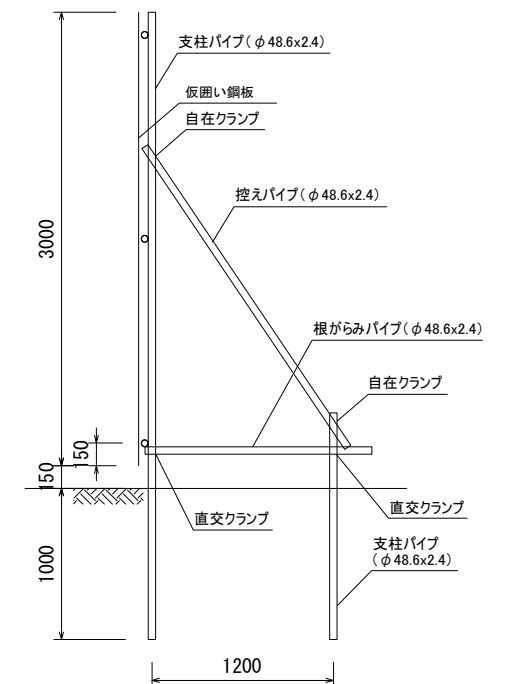 支柱パイプ(φ48.6x2.4)
仮囲い鋼板
自在クランプ
控えパイプ(φ48.6x2.4)
3000
根がらみパイプ(φ48.6x2.4)
自在クランプ
150
150
直交クランプ
直交クランプ
支柱パイプ
(φ48.6x2.4)
1000
1200